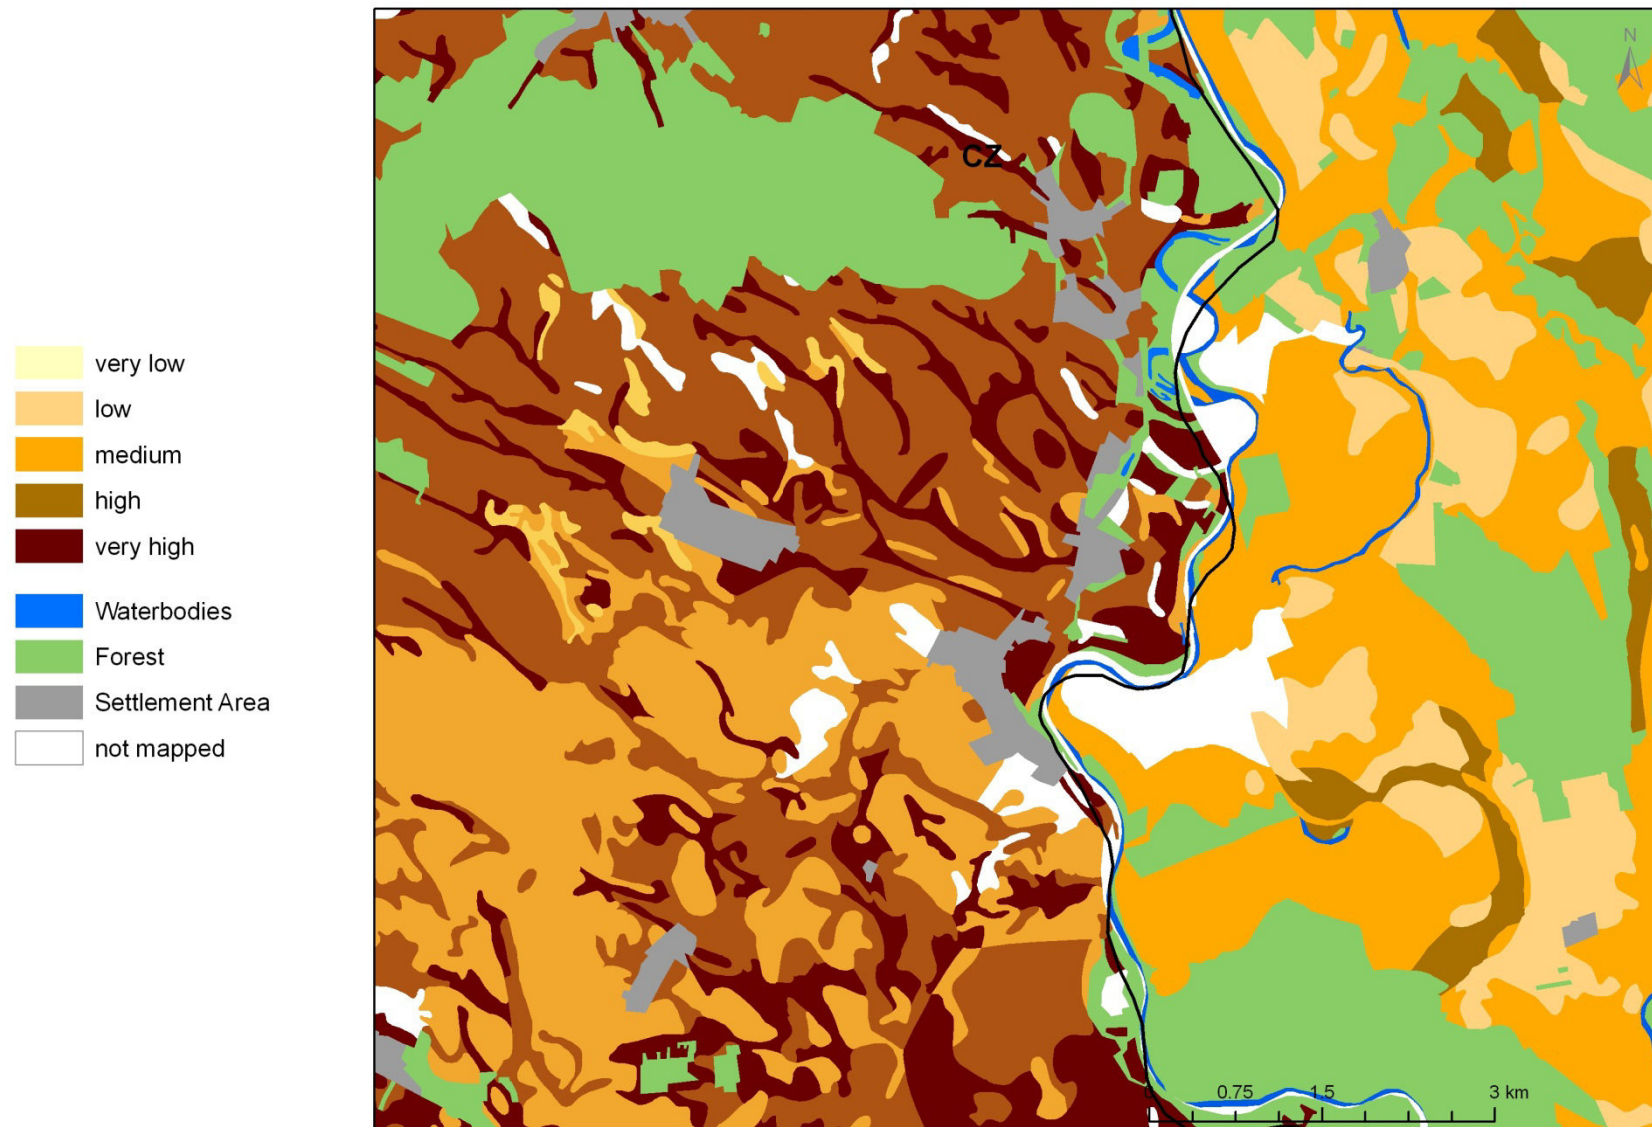 N
CZ
very low
low
medium
high
very high
Waterbodies
Forest
Settlement Area
not mapped
0 0.75 1.5 3 km